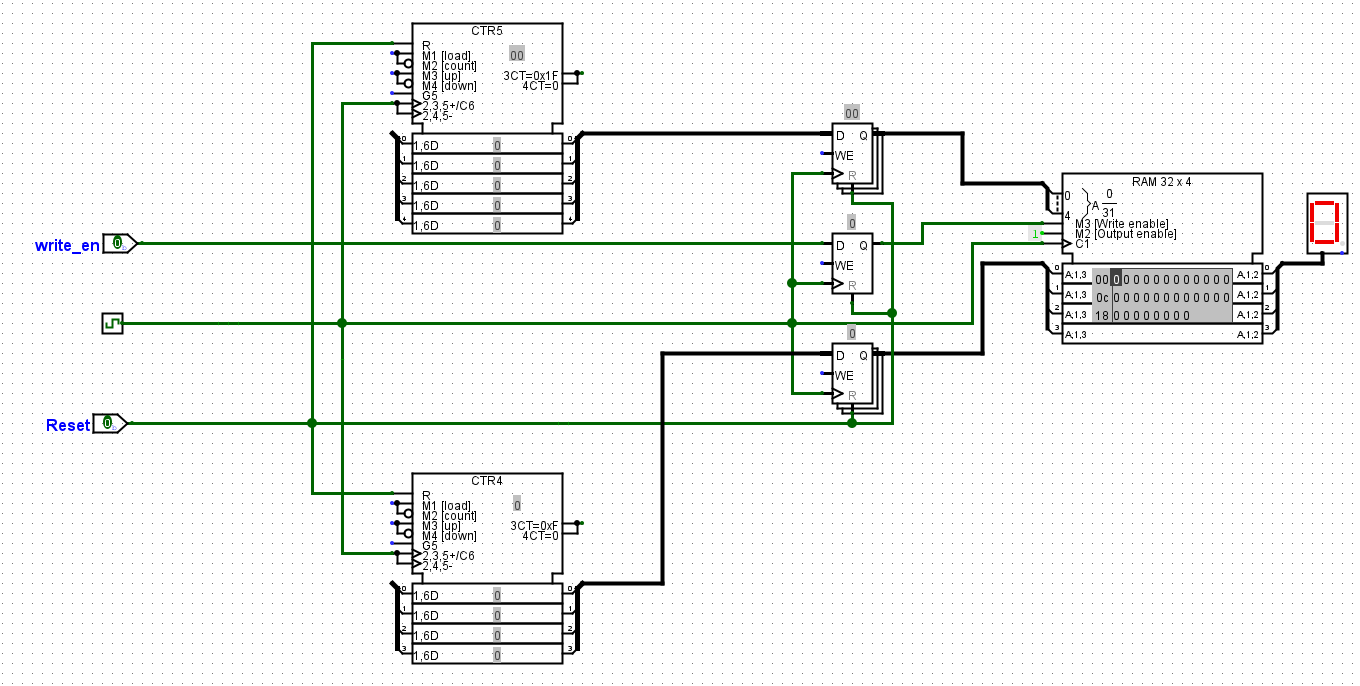 CTR5
R
00
M1 [load]
M2 [count]
M3 [up]
3CT=0x1F
M4 [down]
4CT=0
G5
2,3,5+/C6
2,4,5-
0 1,6D 0 0
1 1,6D 0 1
2 1,6D 0 2
3 1,6D 0 3
4 1,6D 0 4
00
D Q
WE
R
RAM 32 x 4
0
4
A
0
31
M3 [Write enable]
1
M2 [Output enable]
C1
0 A,1,3 00 0 0 0 0 0 0 0 0 0 0 0 0 A,1,2 0
1 A,1,3 0c 0 0 0 0 0 0 0 0 0 0 0 0 A,1,2 1
2 A,1,3 18 0 0 0 0 0 0 0 0 A,1,2 2
3 A,1,3 A,1,2 3
0
write_en 0
0
D Q
WE
R
0
D Q
WE
R
Reset 0
CTR4
R
0
M1 [load]
M2 [count]
M3 [up]
3CT=0xF
M4 [down]
4CT=0
G5
2,3,5+/C6
2,4,5-
0 1,6D 0 0
1 1,6D 0 1
2 1,6D 0 2
3 1,6D 0 3